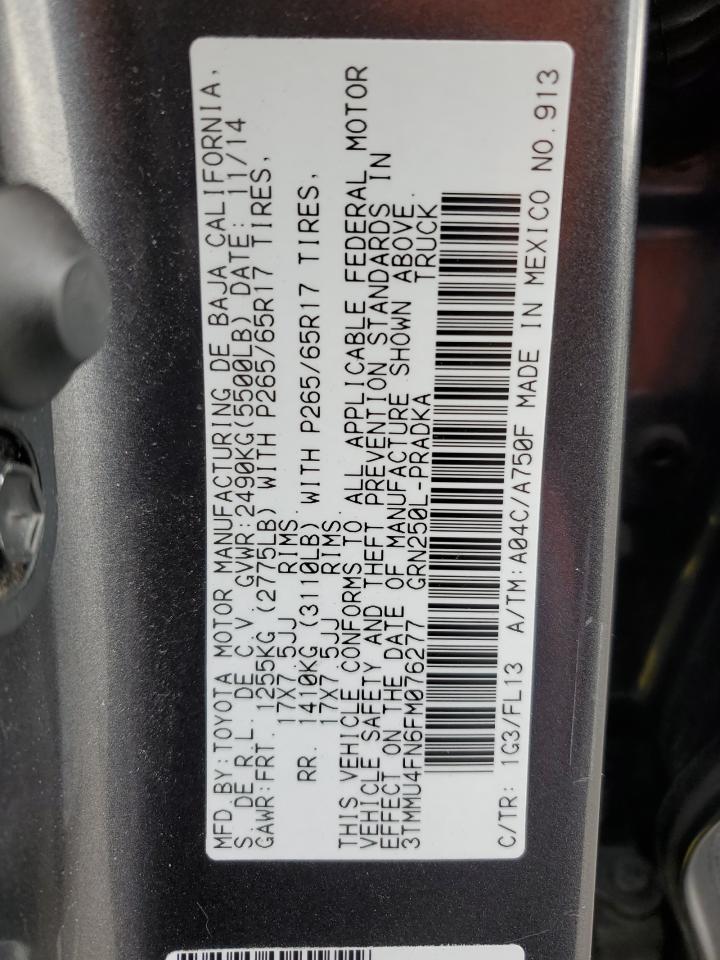 MFD BY:TOYOTA MOTOR MANUFACTURING DE BAJA CALIFORNIA,
S. DE R.L. DE C.V. GVWR:2490KG(5500LB) DATE: 11/14
GAWR:FRT. 1255KG (2775LB) WITH P265/65R17 TIRES,
17X7.5JJ RIMS.
RR. 1410KG (3110LB) WITH P265/65R17 TIRES,
17X7.5JJ RIMS
THIS VEHICLE CONFORMS TO ALL APPLICABLE FEDERAL MOTOR
VEHICLE SAFETY AND THEFT PREVENTION STANDARDS IN
EFFECT ON THE DATE OF MANUFACTURE SHOWN ABOVE.
3TMMU4FN6FM076277 GRN250L-PRADKA TRUCK
C/TR: 1G3/FL13 A/TM:A04C/A750F MADE IN MEXICO NO.913